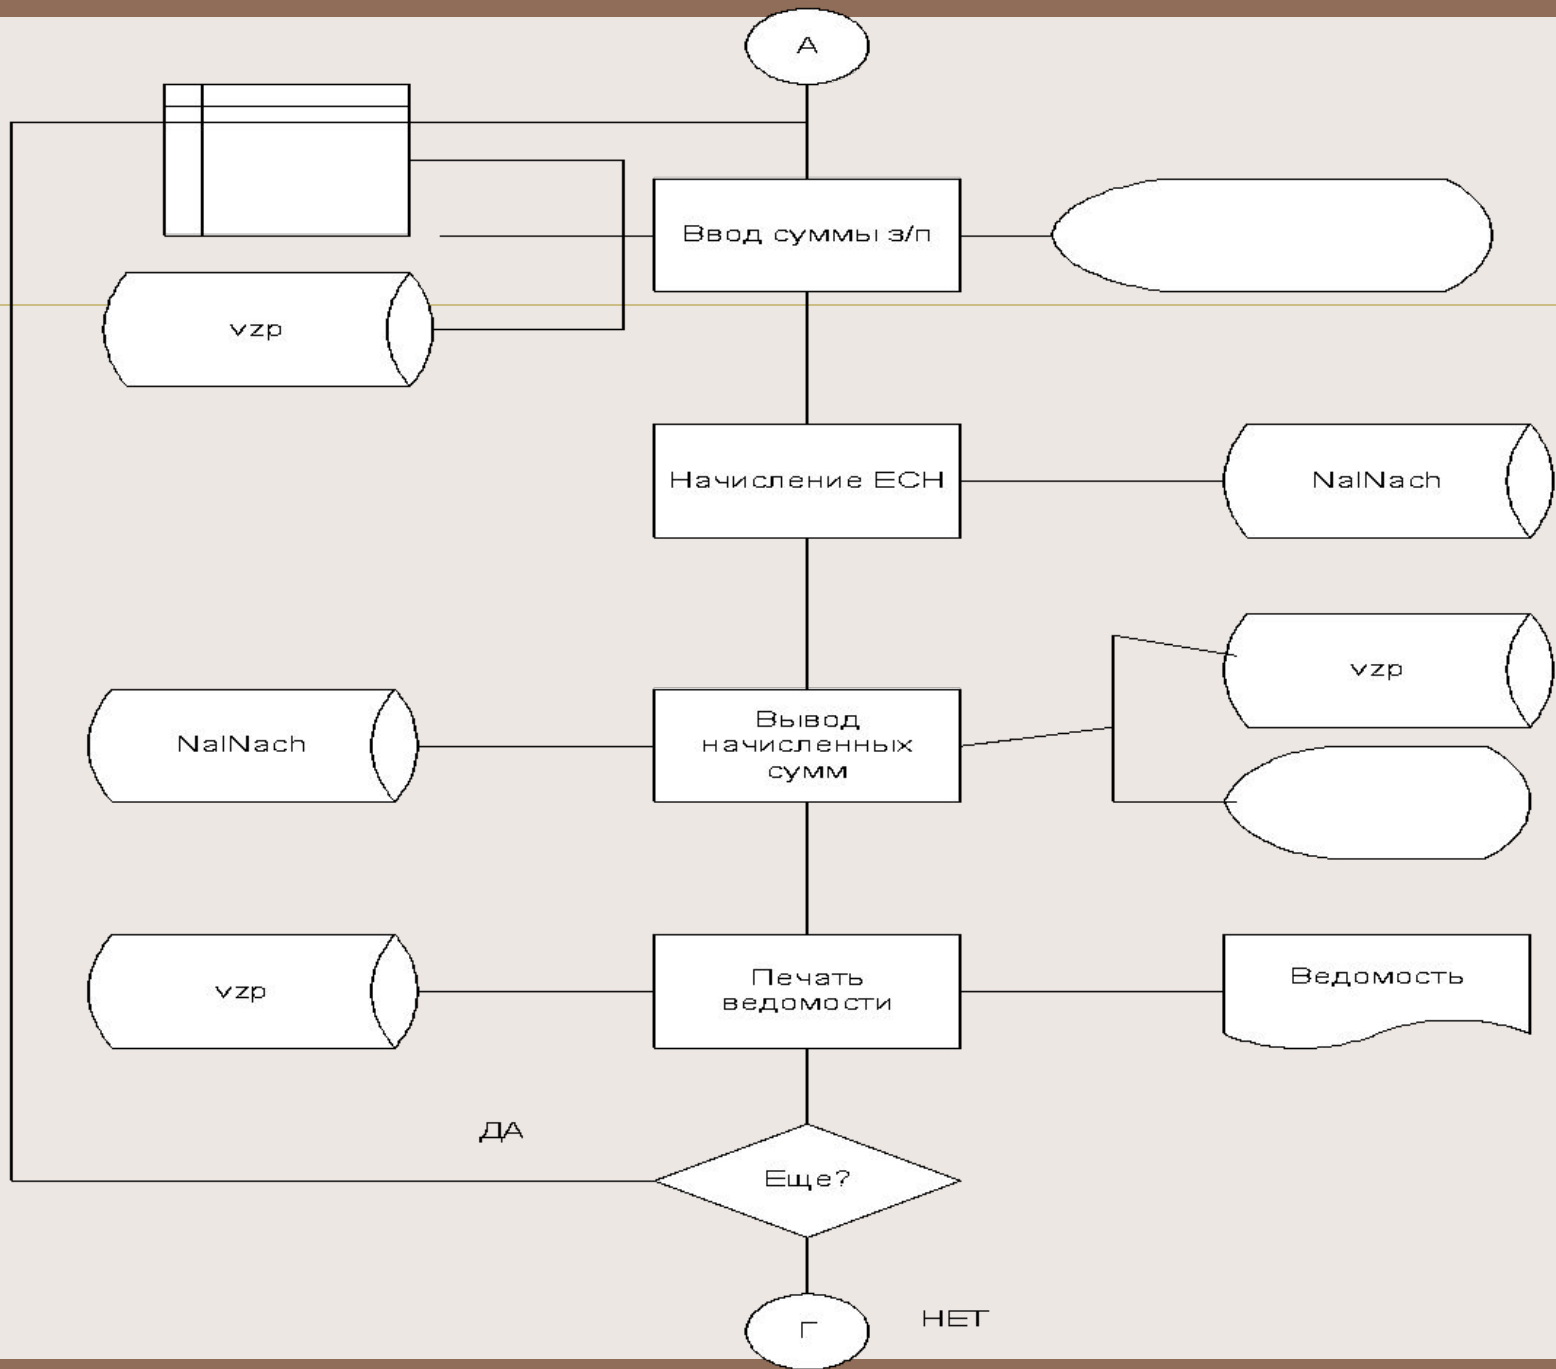 А
Ввод суммы з/п
vzp
Начисление ЕСН
NalNach
vzp
NalNach
Вывод
начисленных
сумм
vzp
Печать
ведомости
Ведомость
ДА
Еще?
Г
НЕТ